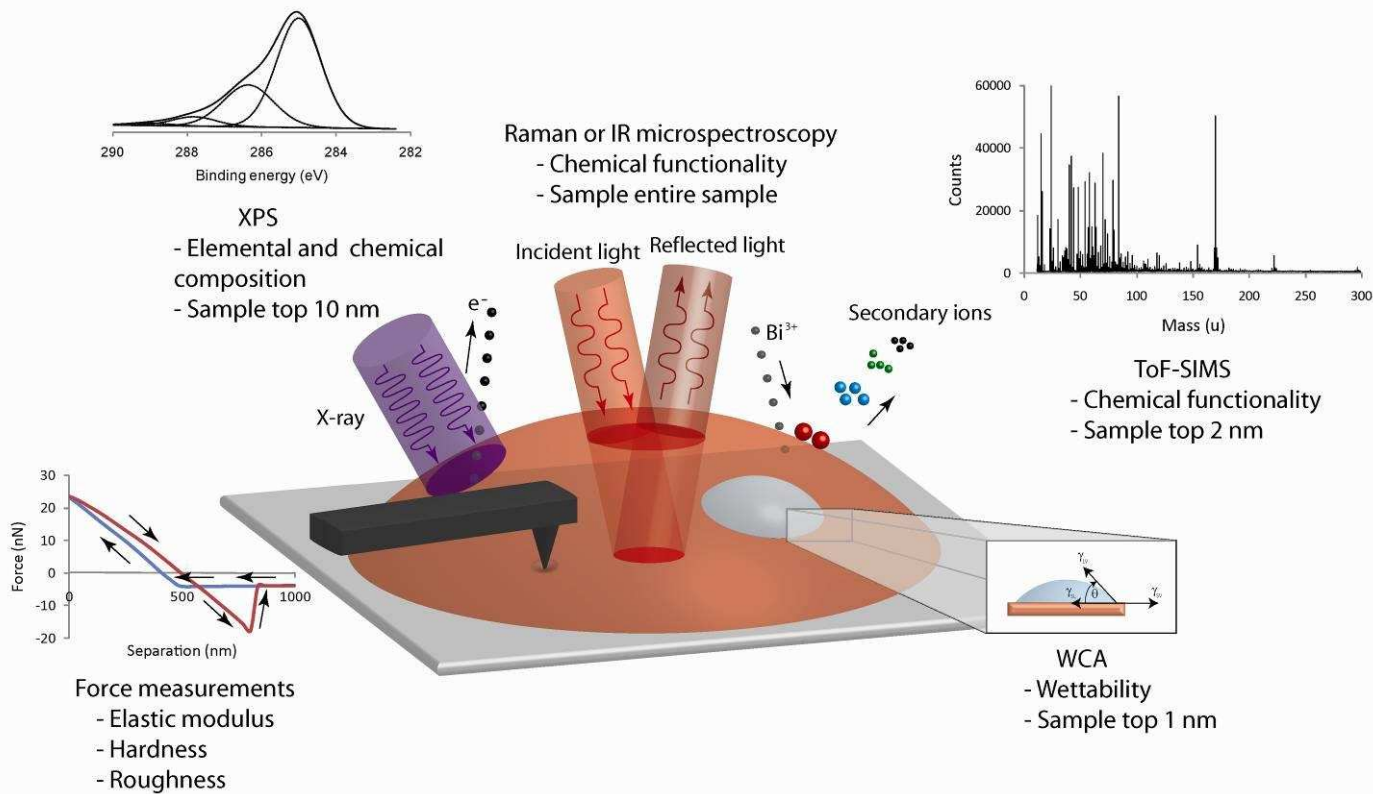 290
288
286
284
282
Binding energy (eV)
XPS
- Elemental and chemical
composition
- Sample top 10 nm
Raman or IR microspectroscopy
- Chemical functionality
- Sample entire sample
Incident light
Reflected light
60000
40000
20000
0
Counts
0
50
100
150
200
250
300
Mass (u)
ToF-SIMS
- Chemical functionality
- Sample top 2 nm
X-ray
e⁻
Bi³⁺
Secondary ions
30
20
10
0
-10
-20
Force (nN)
500
1000
Separation (nm)
Force measurements
- Elastic modulus
- Hardness
- Roughness
θ
WCA
- Wettability
- Sample top 1 nm